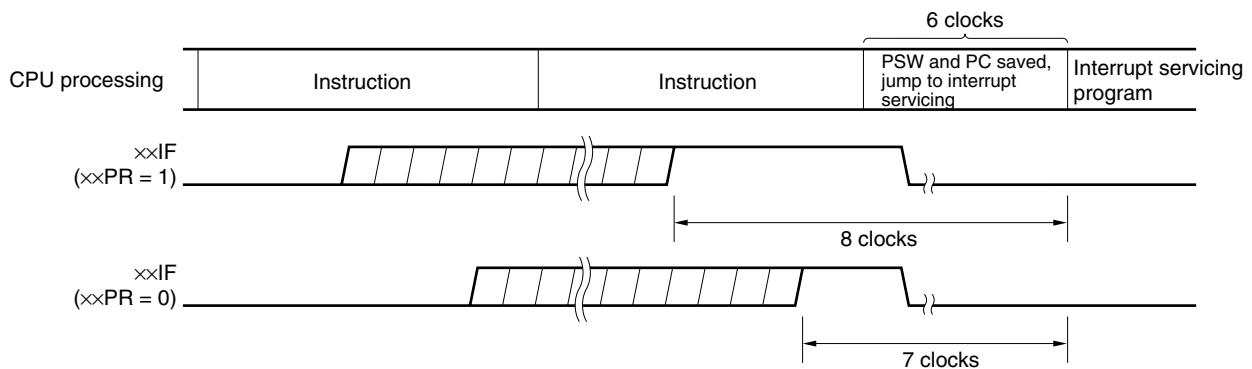 6 clocks
CPU processing
Instruction
Instruction
PSW and PC saved,
jump to interrupt
servicing
Interrupt servicing
program
××IF
(××PR = 1)
8 clocks
××IF
(××PR = 0)
7 clocks